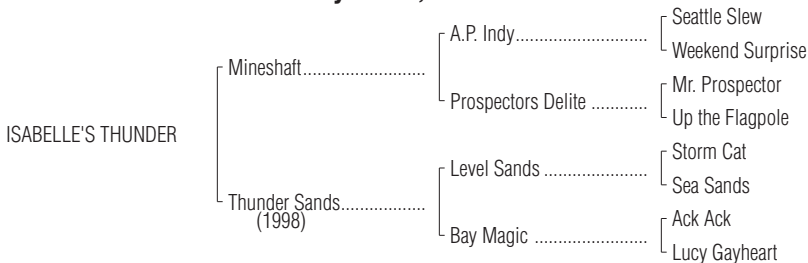 Seattle Slew
A.P. Indy..............................
Weekend Surprise
Mineshaft............................
Mr. Prospector
Prospectors Delite .............
Up the Flagpole
ISABELLE'S THUNDER
Storm Cat
Level Sands ........................
Sea Sands
Thunder Sands...................
(1998)
Ack Ack
Bay Magic ..........................
Lucy Gayheart